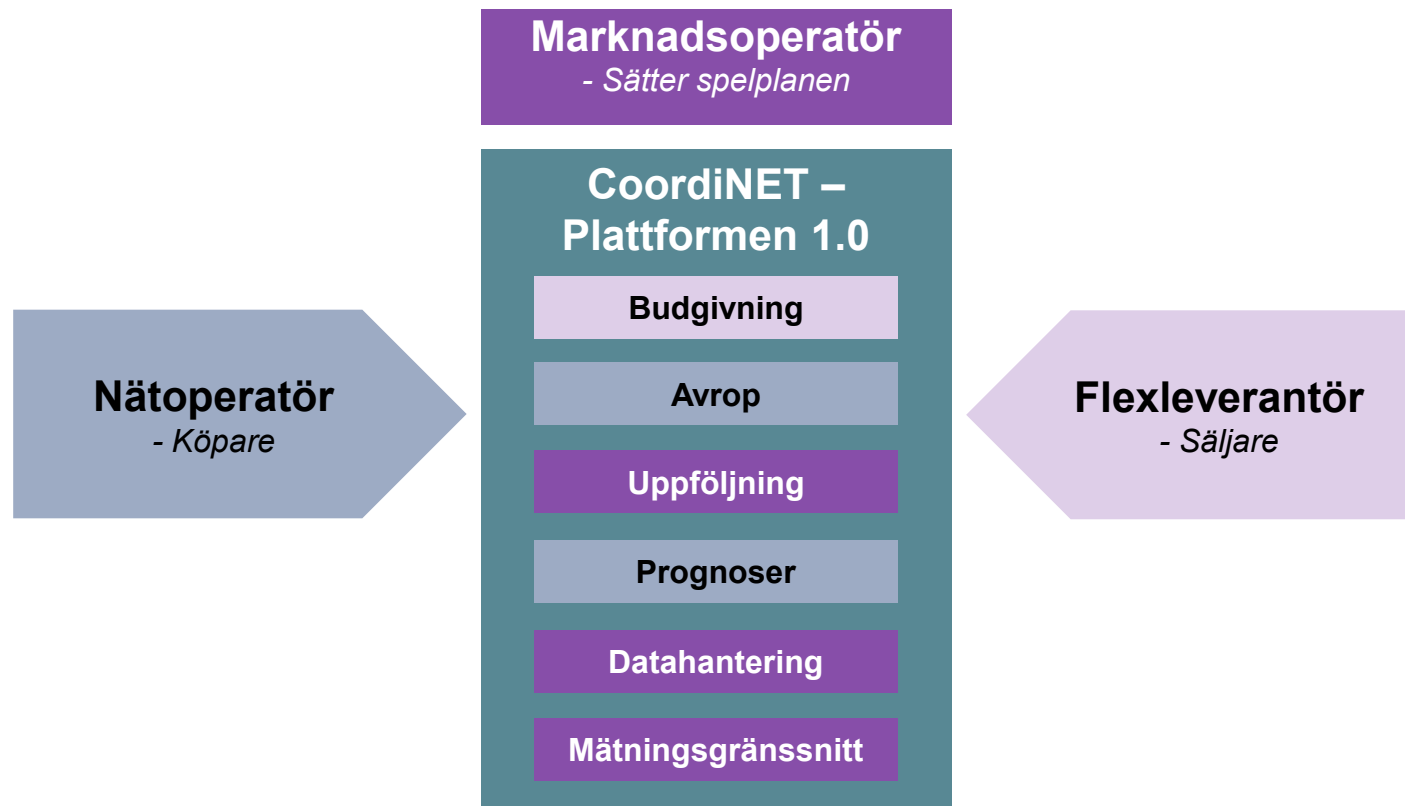 Marknadsoperatör
- Sätter spelplanen
CoordiNET –
Plattformen 1.0
Budgivning
Avrop
Uppföljning
Prognoser
Datahantering
Mätningsgränssnitt
Nätoperatör
- Köpare
Flexleverantör
- Säljare